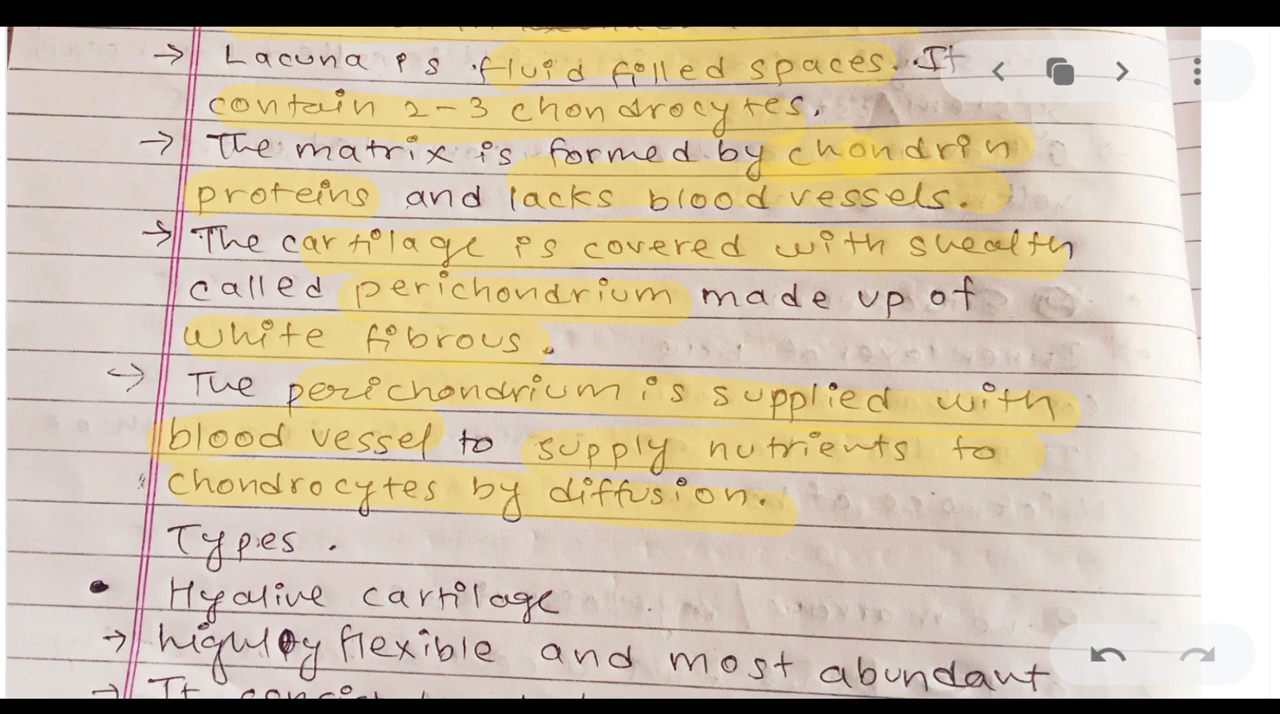 → Lacuna is fluid filled spaces. It
contain 2-3 chondrocytes.
→ The matrix is formed by chondrin
proteins and lacks blood vessels.
→ The cartilage is covered with shealth
called perichondrium made up of
white fibrous.
→ The perichondrium is supplied with
blood vessel to supply nutrients to
chondrocytes by diffusion.
Types.
• Hyaline cartilage
→ highly flexible and most abundant
→ It